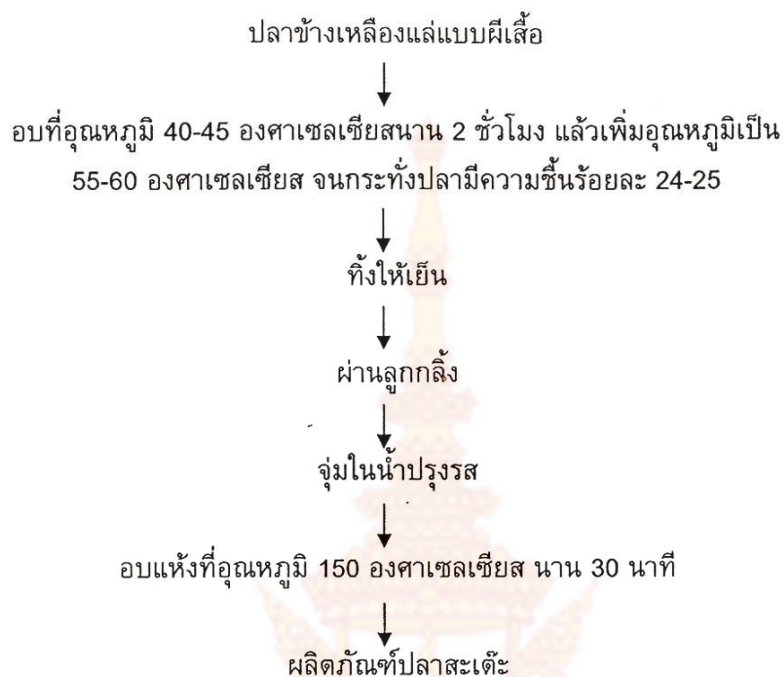 ปลาข้างเหลืองแล่แบบผีเสื้อ
อบที่อุณหภูมิ 40-45 องศาเซลเซียสนาน 2 ชั่วโมง แล้วเพิ่มอุณหภูมิเป็น
55-60 องศาเซลเซียส จนกระทั่งปลามีความชื้นร้อยละ 24-25
ทิ้งให้เย็น
ผ่านลูกกลิ้ง
จุ่มในน้ำปรุงรส
อบแห้งที่อุณหภูมิ 150 องศาเซลเซียส นาน 30 นาที
ผลิตภัณฑ์ปลาสะเต๊ะ